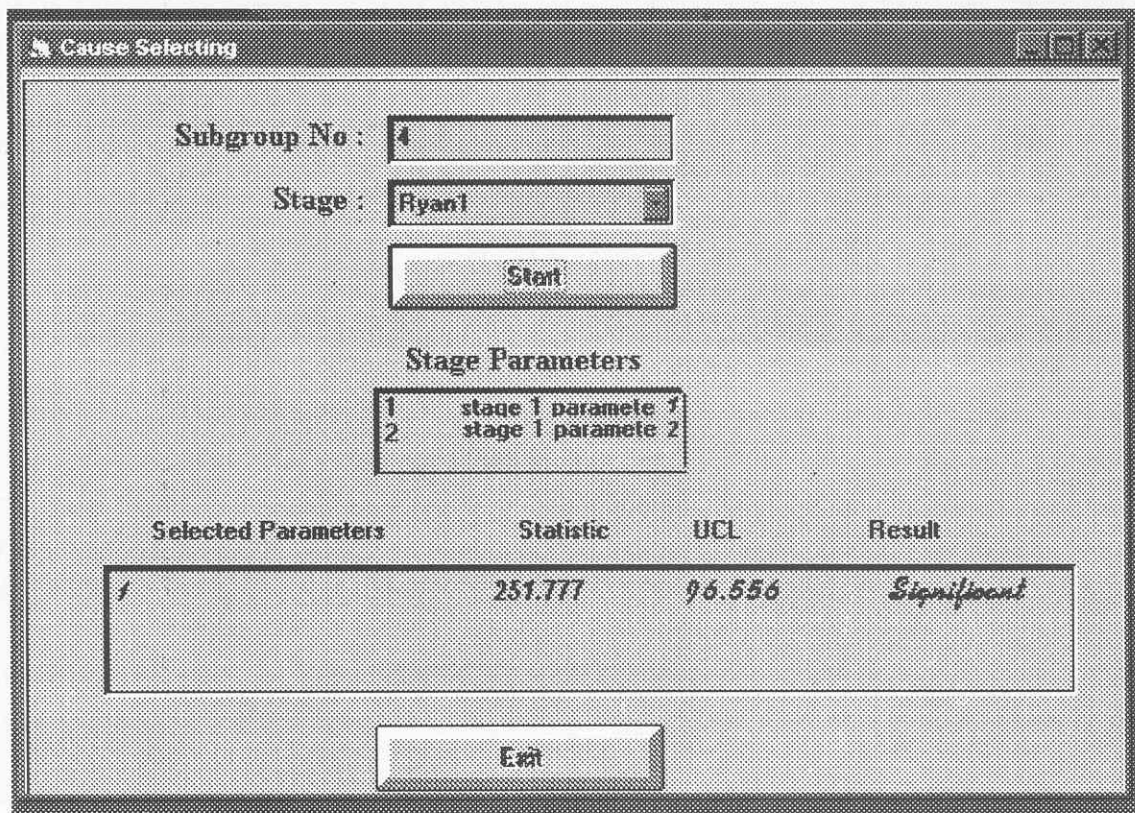 Cause Selecting
Subgroup No : 4
Stage : Ryan1
Start
Stage Parameters
1 stage 1 paramete 1
2 stage 1 paramete 2
Selected Parameters Statistic UCL Result
1 251.777 96.556 Significant
Exit